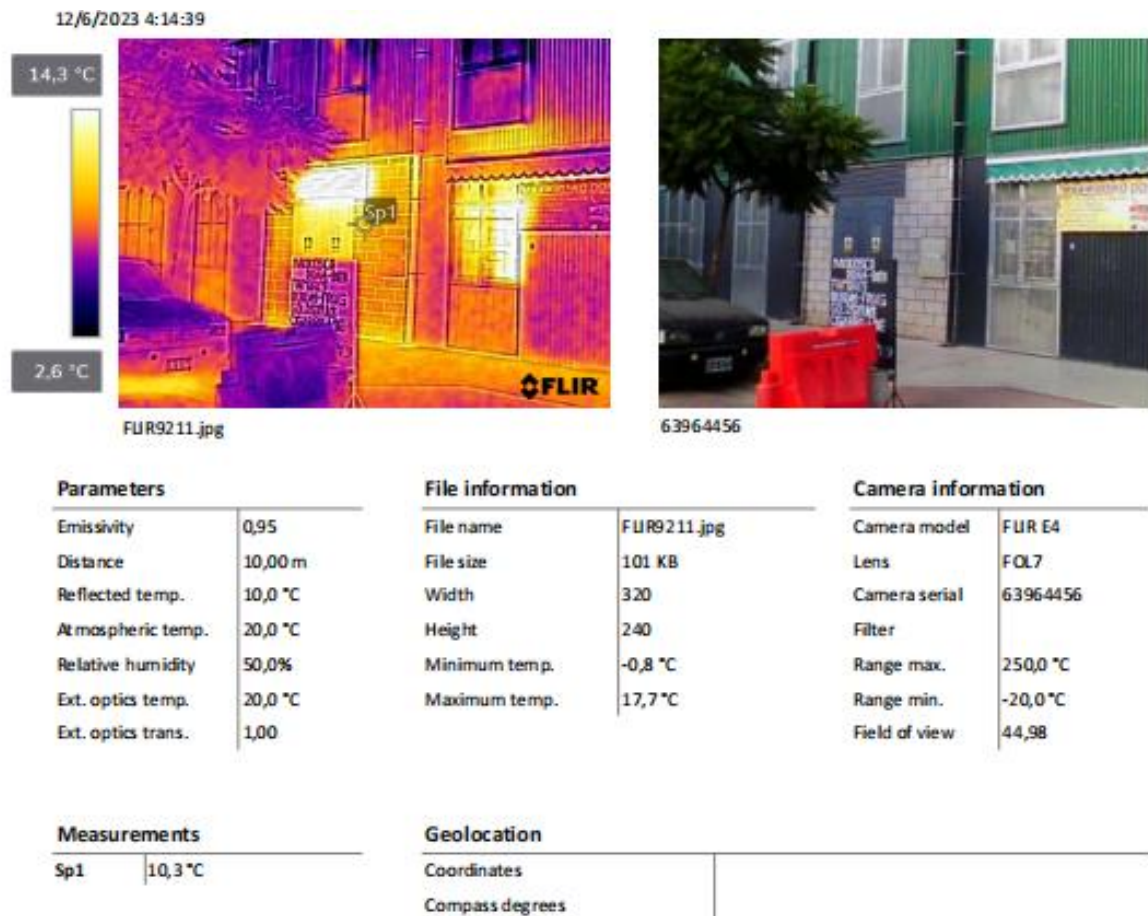 12/6/2023 4:14:39
14,3 °C
Sp1
2,6 °C
FLIR
FLIR9211.jpg
63964456
Parameters
Emissivity 0,95
Distance 10,00 m
Reflected temp. 10,0 °C
Atmospheric temp. 20,0 °C
Relative humidity 50,0%
Ext. optics temp. 20,0 °C
Ext. optics trans. 1,00
File information
File name FLIR9211.jpg
File size 101 KB
Width 320
Height 240
Minimum temp. -0,8 °C
Maximum temp. 17,7 °C
Camera information
Camera model FLIR E4
Lens FOL7
Camera serial 63964456
Filter
Range max. 250,0 °C
Range min. -20,0 °C
Field of view 44,98
Measurements
Sp1 10,3 °C
Geolocation
Coordinates
Compass degrees